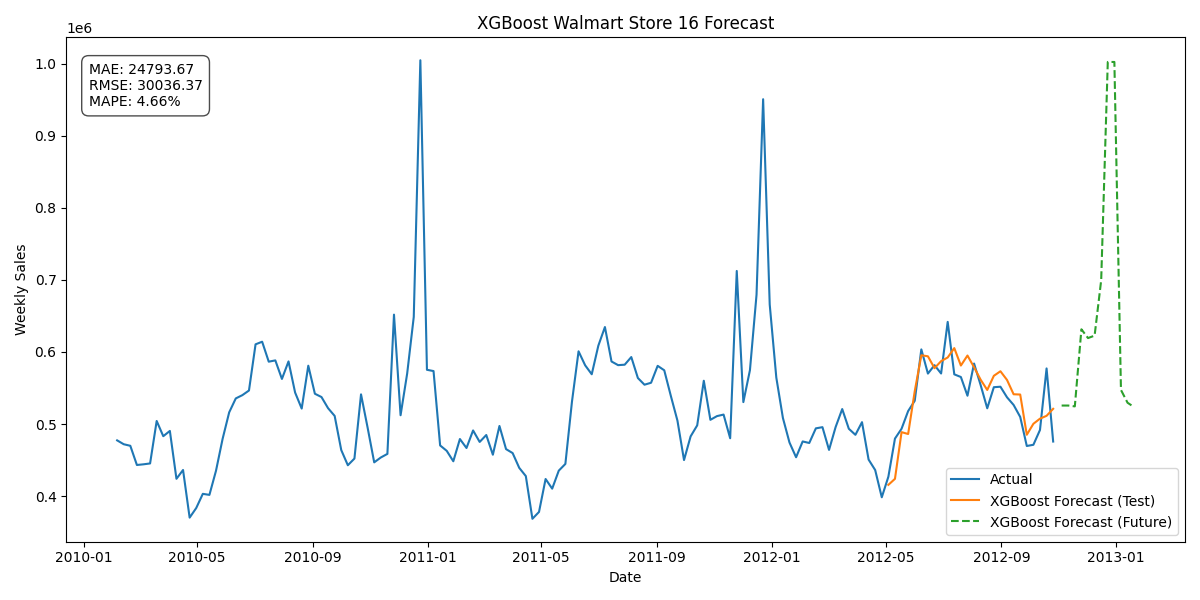 XGBoost Walmart Store 16 Forecast
1e6
MAE: 24793.67
RMSE: 30036.37
MAPE: 4.66%
1.0
0.9
0.8
0.7
0.6
0.5
0.4
Weekly Sales
Actual
XGBoost Forecast (Test)
XGBoost Forecast (Future)
2010-01 2010-05 2010-09 2011-01 2011-05 2011-09 2012-01 2012-05 2012-09 2013-01
Date